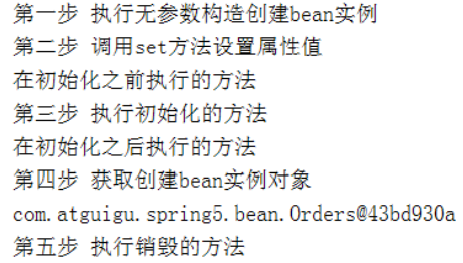 第一步 执行无参数构造创建bean实例
第二步 调用set方法设置属性值
在初始化之前执行的方法
第三步 执行初始化的方法
在初始化之后执行的方法
第四步 获取创建bean实例对象
com.atguigu.spring5.bean.Orders@43bd930a
第五步 执行销毁的方法